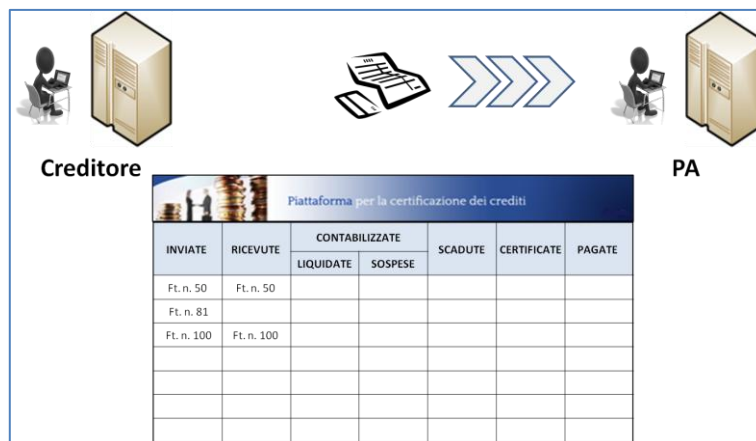 Creditore
PA
Piattaforma per la certificazione dei crediti
INVIATE RICEVUTE CONTABILIZZATE SCADUTE CERTIFICATE PAGATE
LIQUIDATE SOSPESE
Ft. n. 50 Ft. n. 50
Ft. n. 81
Ft. n. 100 Ft. n. 100